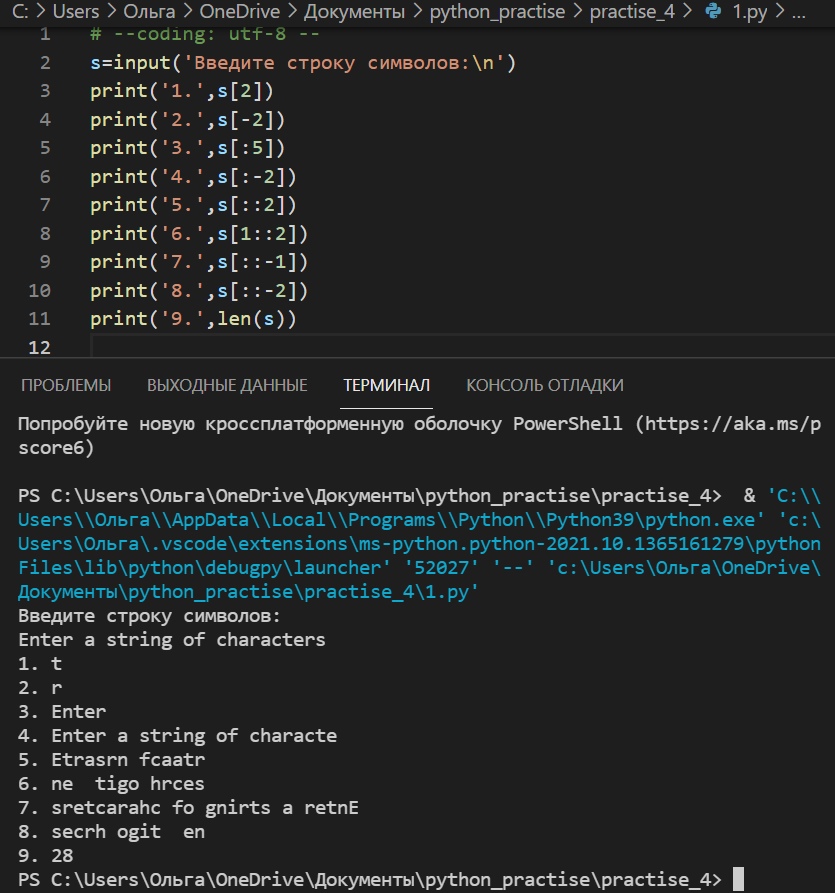 C: > Users > Ольга > OneDrive > Документы > python_practise > practise_4 > 1.py > ...
1 # --coding: utf-8 --
2 s=input('Введите строку символов:\n')
3 print('1.',s[2])
4 print('2.',s[-2])
5 print('3.',s[:5])
6 print('4.',s[:-2])
7 print('5.',s[::2])
8 print('6.',s[1::2])
9 print('7.',s[::-1])
10 print('8.',s[::-2])
11 print('9.',len(s))
12
ПРОБЛЕМЫ ВЫХОДНЫЕ ДАННЫЕ ТЕРМИНАЛ КОНСОЛЬ ОТЛАДКИ
Попробуйте новую кроссплатформенную оболочку PowerShell (https://aka.ms/p
score6)
PS C:\Users\Ольга\OneDrive\Документы\python_practise\practise_4>  & 'C:\\
Users\\Ольга\\AppData\\Local\\Programs\\Python\\Python39\python.exe' 'c:\
Users\Ольга\.vscode\extensions\ms-python.python-2021.10.1365161279\python
Files\lib\python\debugpy\launcher' '52027' '--' 'c:\Users\Ольга\OneDrive\
Документы\python_practise\practise_4\1.py'
Введите строку символов:
Enter a string of characters
1. t
2. r
3. Enter
4. Enter a string of characte
5. Etrasrn fcaatr
6. ne  tigo hrces
7. sretcarahc fo gnirts a retnE
8. secrh ogit  en
9. 28
PS C:\Users\Ольга\OneDrive\Документы\python_practise\practise_4>